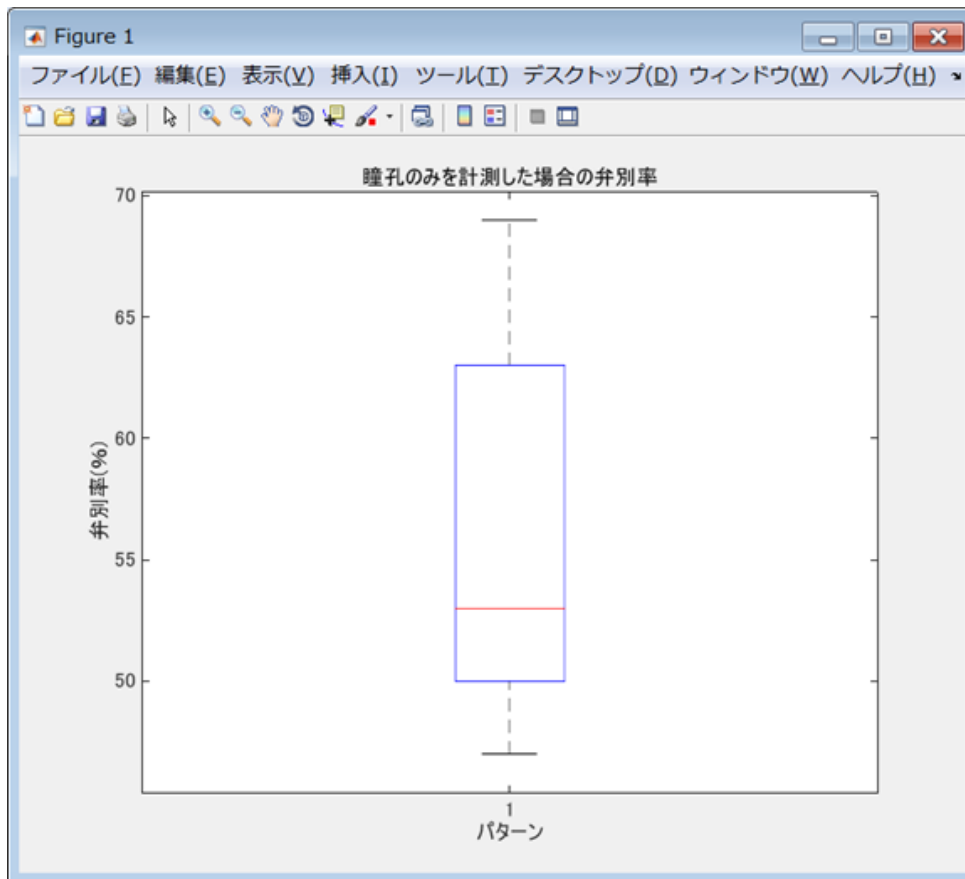 Figure 1
ファイル(F) 編集(E) 表示(V) 挿入(I) ツール(T) デスクトップ(D) ウィンドウ(W) ヘルプ(H)
瞳孔のみを計測した場合の弁別率
70
65
60
55
50
弁別率(%)
1
パターン